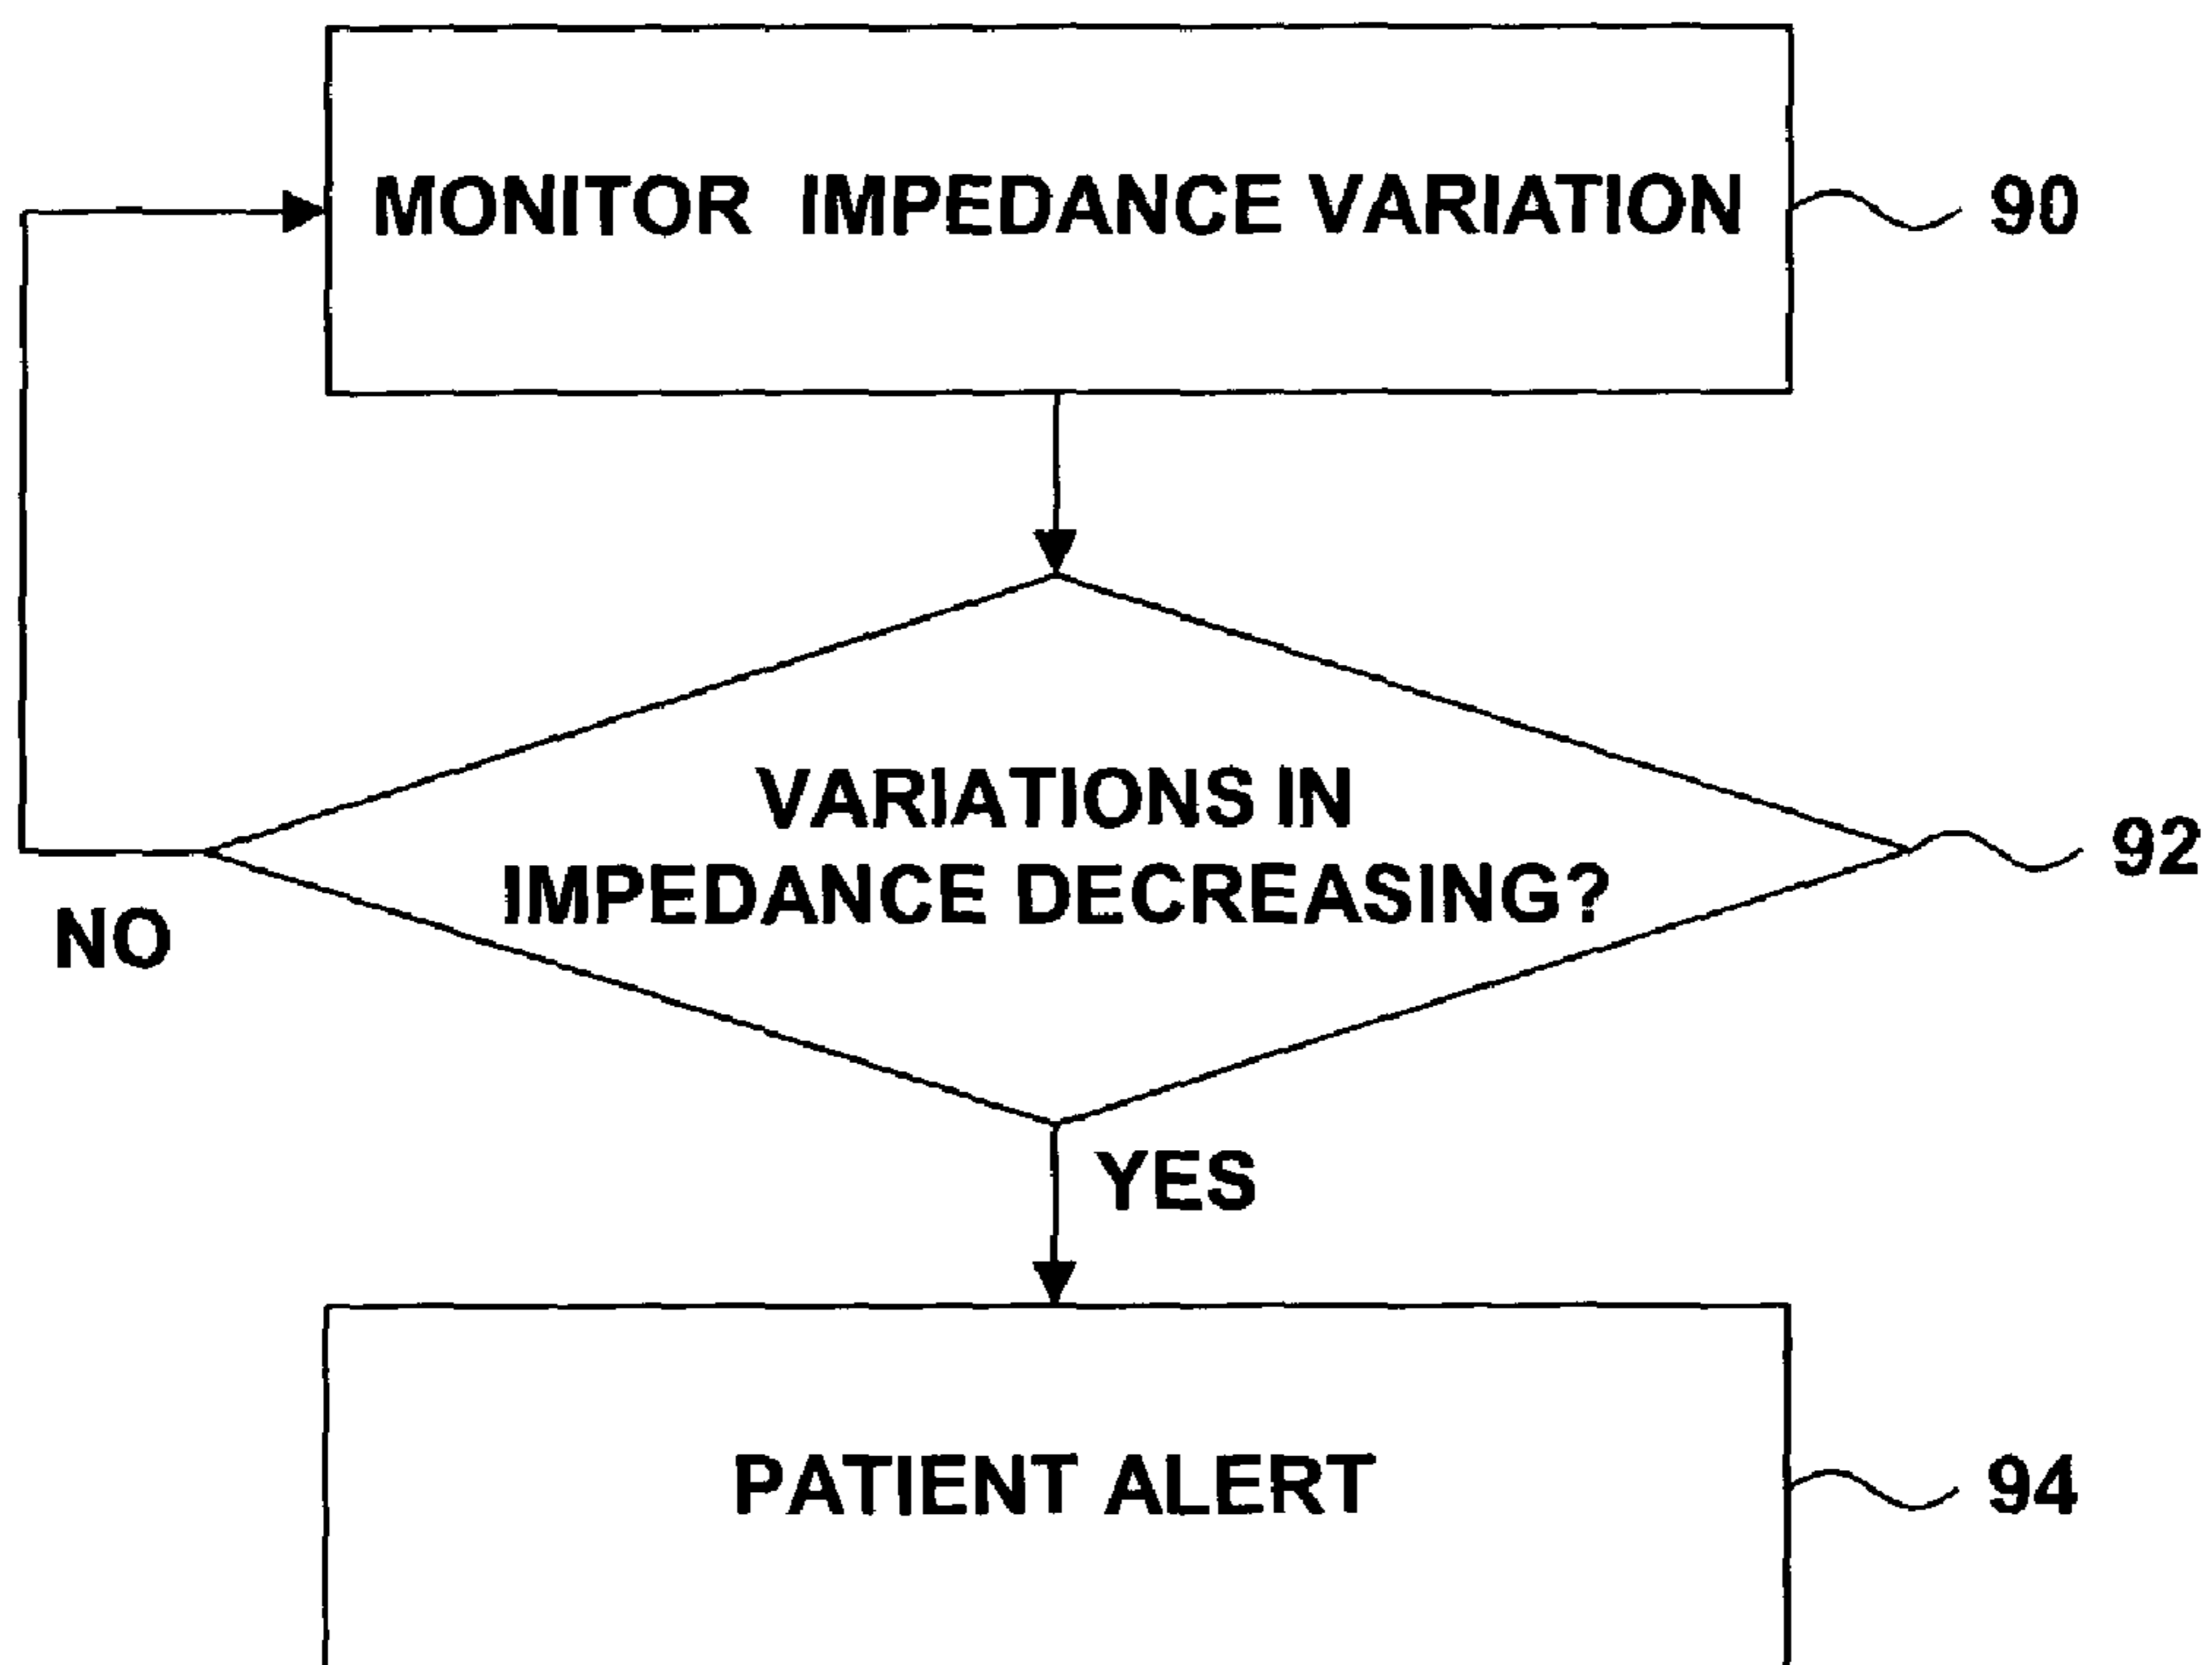 MONITOR IMPEDANCE VARIATION
90
VARIATIONS IN
IMPEDANCE DECREASING?
92
NO
YES
PATIENT ALERT
94